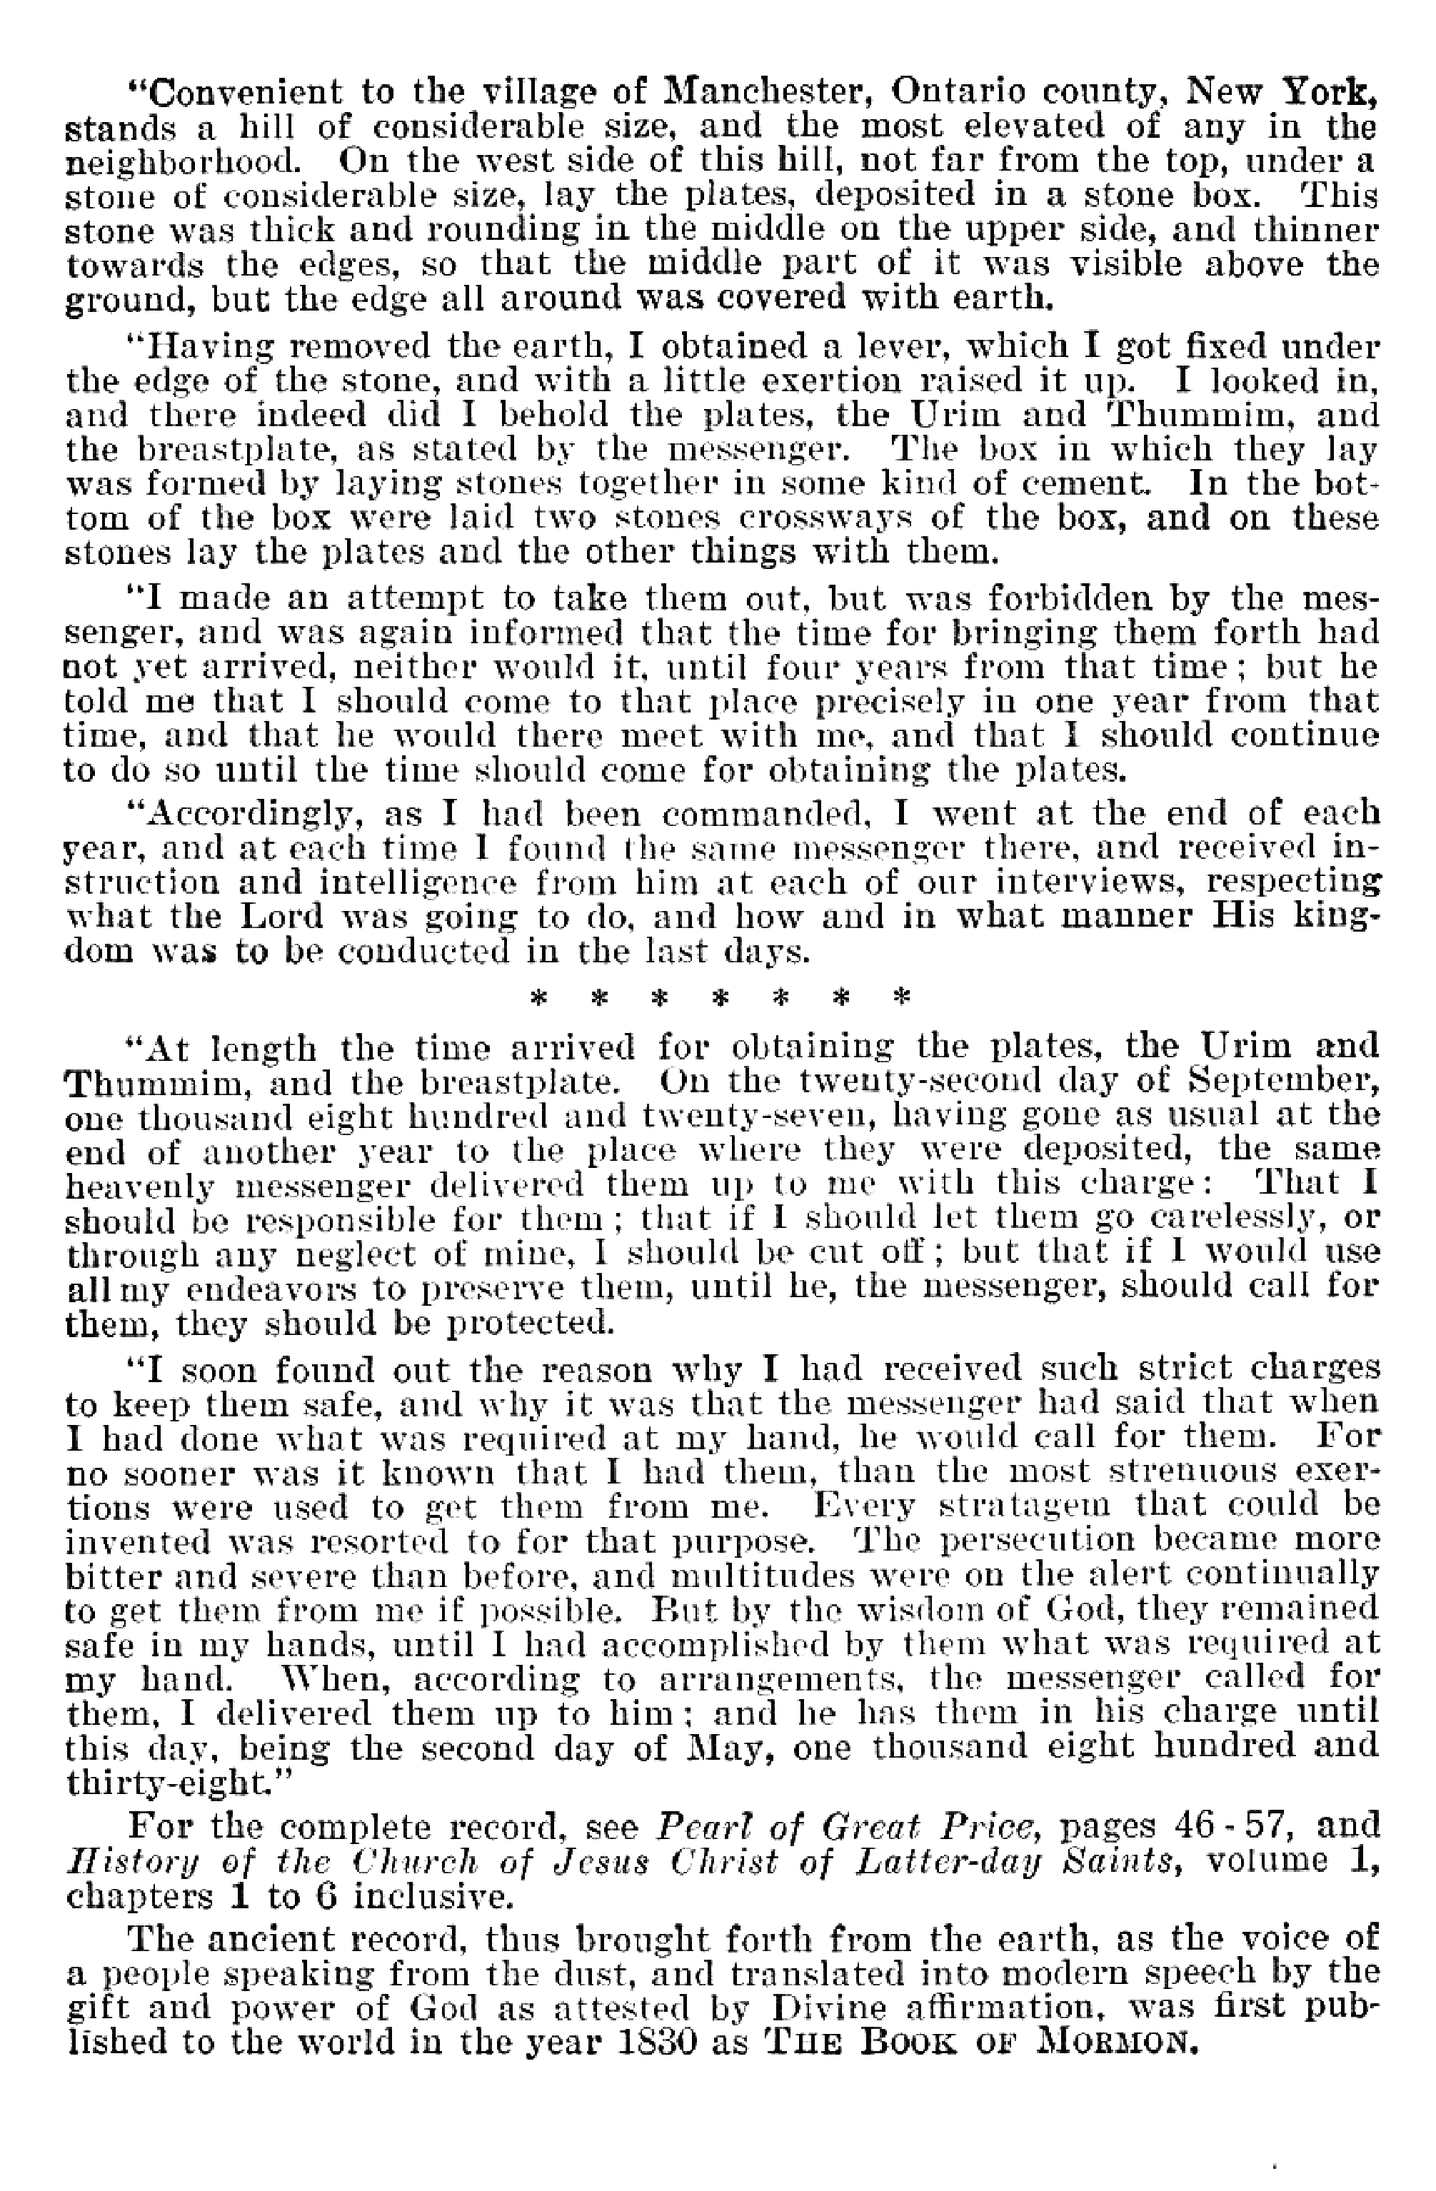 “Convenient to the village of Manchester, Ontario county, New York,
stands a hill of considerable size, and the most elevated of any in the
neighborhood. On the west side of this hill, not far from the top, under a
stone of considerable size, lay the plates, deposited in a stone box. This
stone was thick and rounding in the middle on the upper side, and thinner
towards the edges, so that the middle part of it was visible above the
ground, but the edge all around was covered with earth.
“Having removed the earth, I obtained a lever, which I got fixed under
the edge of the stone, and with a little exertion raised it up. I looked in,
and there indeed did I behold the plates, the Urim and Thummim, and
the breastplate, as stated by the messenger. The box in which they lay
was formed by laying stones together in some kind of cement. In the bot-
tom of the box were laid two stones crossways of the box, and on these
stones lay the plates and the other things with them.
“I made an attempt to take them out, but was forbidden by the mes-
senger, and was again informed that the time for bringing them forth had
not yet arrived, neither would it, until four years from that time; but he
told me that I should come to that place precisely in one year from that
time, and that he would there meet with me, and that I should continue
to do so until the time should come for obtaining the plates.
“Accordingly, as I had been commanded, I went at the end of each
year, and at each time I found the same messenger there, and received in-
struction and intelligence from him at each of our interviews, respecting
what the Lord was going to do, and how and in what manner His king-
dom was to be conducted in the last days.
* * * * * * *
“At length the time arrived for obtaining the plates, the Urim and
Thummim, and the breastplate. On the twenty-second day of September,
one thousand eight hundred and twenty-seven, having gone as usual at the
end of another year to the place where they were deposited, the same
heavenly messenger delivered them up to me with this charge: That I
should be responsible for them; that if I should let them go carelessly, or
through any neglect of mine, I should be cut off; but that if I would use
all my endeavors to preserve them, until he, the messenger, should call for
them, they should be protected.
“I soon found out the reason why I had received such strict charges
to keep them safe, and why it was that the messenger had said that when
I had done what was required at my hand, he would call for them. For
no sooner was it known that I had them, than the most strenuous exer-
tions were used to get them from me. Every stratagem that could be
invented was resorted to for that purpose. The persecution became more
bitter and severe than before, and multitudes were on the alert continually
to get them from me if possible. But by the wisdom of God, they remained
safe in my hands, until I had accomplished by them what was required at
my hand. When, according to arrangements, the messenger called for
them, I delivered them up to him; and he has them in his charge until
this day, being the second day of May, one thousand eight hundred and
thirty-eight.”
For the complete record, see Pearl of Great Price, pages 46-57, and
History of the Church of Jesus Christ of Latter-day Saints, volume 1,
chapters 1 to 6 inclusive.
The ancient record, thus brought forth from the earth, as the voice of
a people speaking from the dust, and translated into modern speech by the
gift and power of God as attested by Divine affirmation, was first pub-
lished to the world in the year 1830 as THE BOOK OF MORMON.